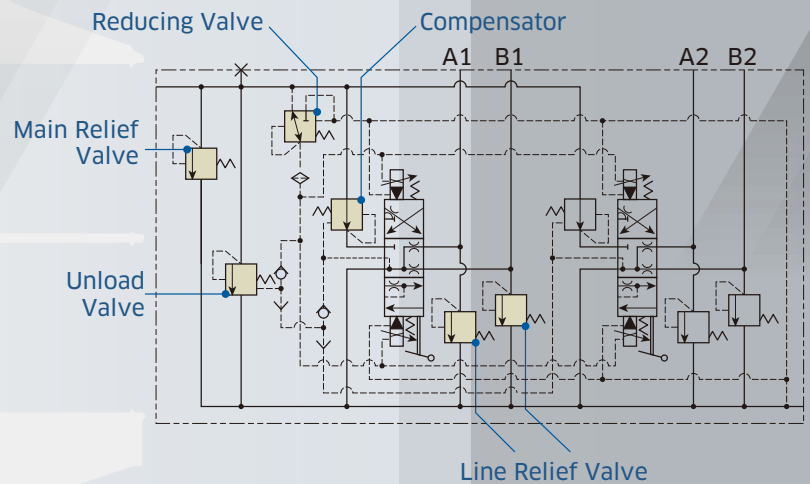 Reducing Valve
Compensator
A1
B1
A2
B2
Main Relief
Valve
Unload
Valve
Line Relief Valve